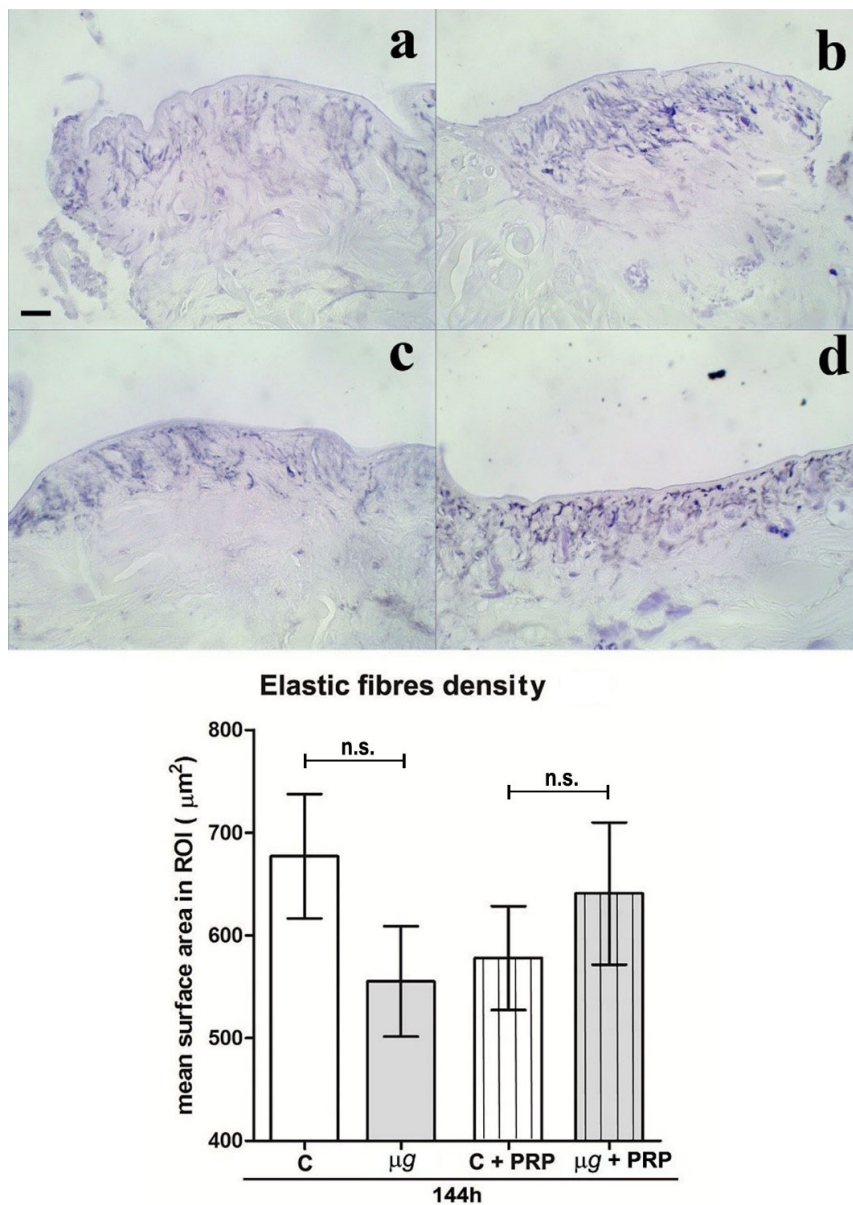 a
b
c
d
Elastic fibres density
mean surface area in ROI ( μm²)
800
700
600
500
400
n.s.
n.s.
C
μg
C + PRP
μg + PRP
144h